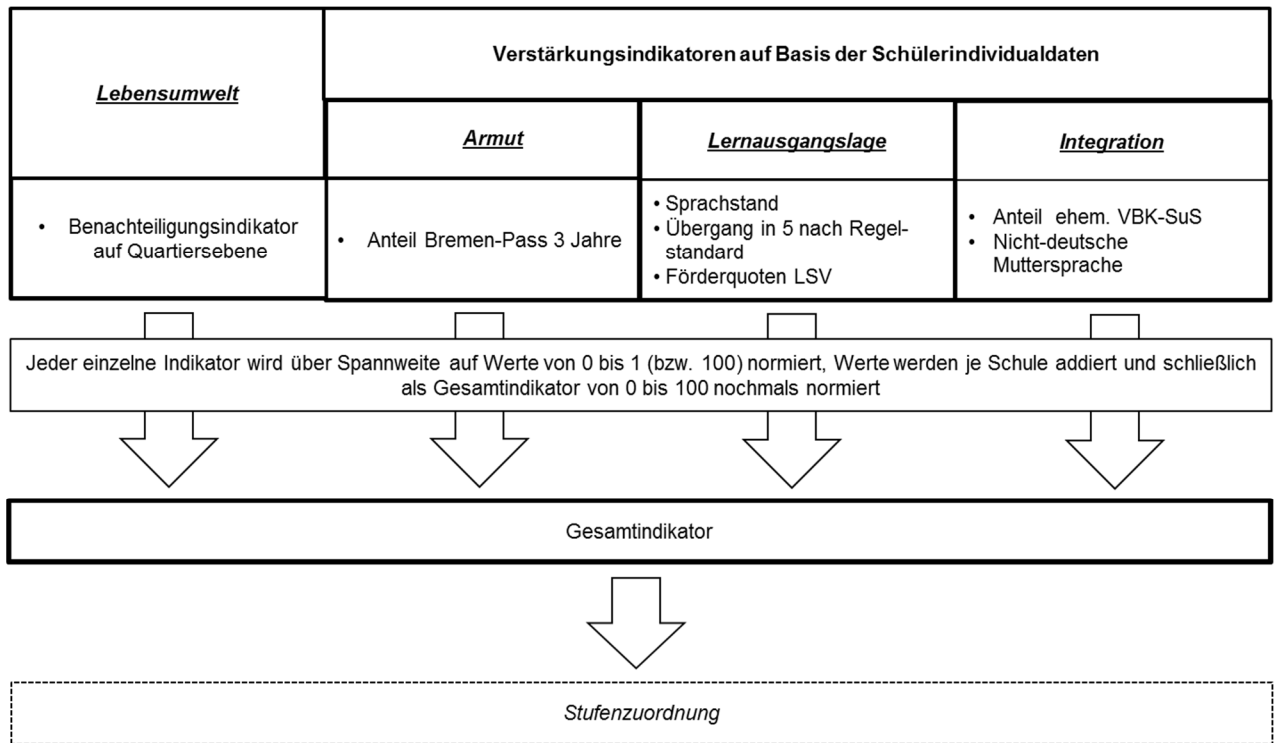 Verstärkungsindikatoren auf Basis der Schülerindividualdaten
Lebensumwelt
Armut
Lernausgangslage
Integration
• Benachteiligungsindikator
auf Quartiersebene
• Anteil Bremen-Pass 3 Jahre
• Sprachstand
• Übergang in 5 nach Regel-
standard
• Förderquoten LSV
• Anteil ehem. VBK-SuS
• Nicht-deutsche
Muttersprache
Jeder einzelne Indikator wird über Spannweite auf Werte von 0 bis 1 (bzw. 100) normiert, Werte werden je Schule addiert und schließlich
als Gesamtindikator von 0 bis 100 nochmals normiert
Gesamtindikator
Stufenzuordnung